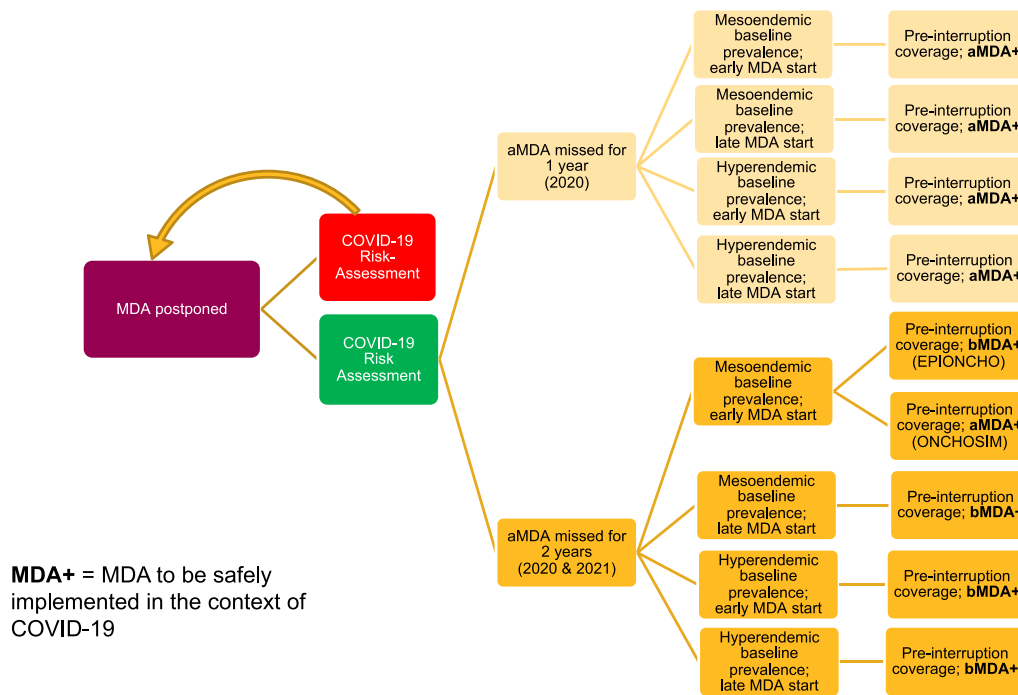 MDA postponed
COVID-19
Risk-
Assessment
COVID-19
Risk
Assessment
aMDA missed for
1 year
(2020)
Mesoendemic
baseline
prevalence;
early MDA start
Pre-interruption
coverage; aMDA+
Mesoendemic
baseline
prevalence;
late MDA start
Pre-interruption
coverage; aMDA+
Hyperendemic
baseline
prevalence;
early MDA start
Pre-interruption
coverage; aMDA+
Hyperendemic
baseline
prevalence;
late MDA start
Pre-interruption
coverage; aMDA+
aMDA missed for
2 years
(2020 & 2021)
Mesoendemic
baseline
prevalence;
early MDA start
Pre-interruption
coverage; bMDA+
(EPIONCHO)
Pre-interruption
coverage; aMDA+
(ONCHOSIM)
Mesoendemic
baseline
prevalence;
late MDA start
Pre-interruption
coverage; bMDA+
Hyperendemic
baseline
prevalence;
early MDA start
Pre-interruption
coverage; bMDA+
Hyperendemic
baseline
prevalence;
late MDA start
Pre-interruption
coverage; bMDA+
MDA+ = MDA to be safely
implemented in the context of
COVID-19